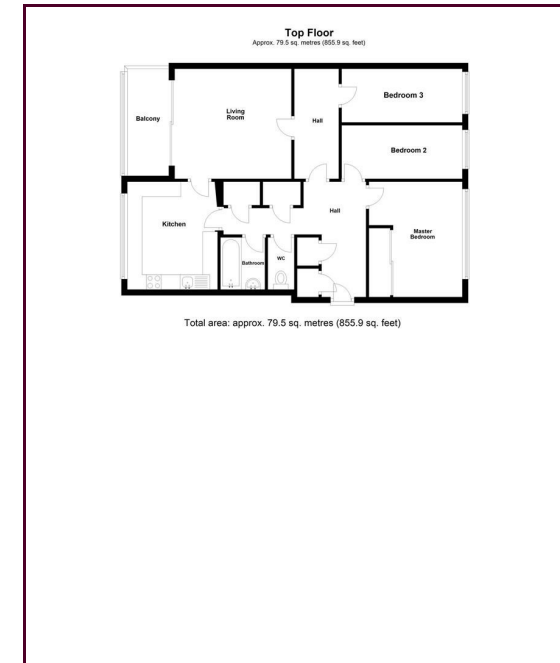 Top Floor
Approx. 79.5 sq. metres (855.9 sq. feet)
Balcony
Living
Room
Hall
Bedroom 3
Bedroom 2
Kitchen
Hall
Master
Bedroom
Bathroom
WC
Total area: approx. 79.5 sq. metres (855.9 sq. feet)